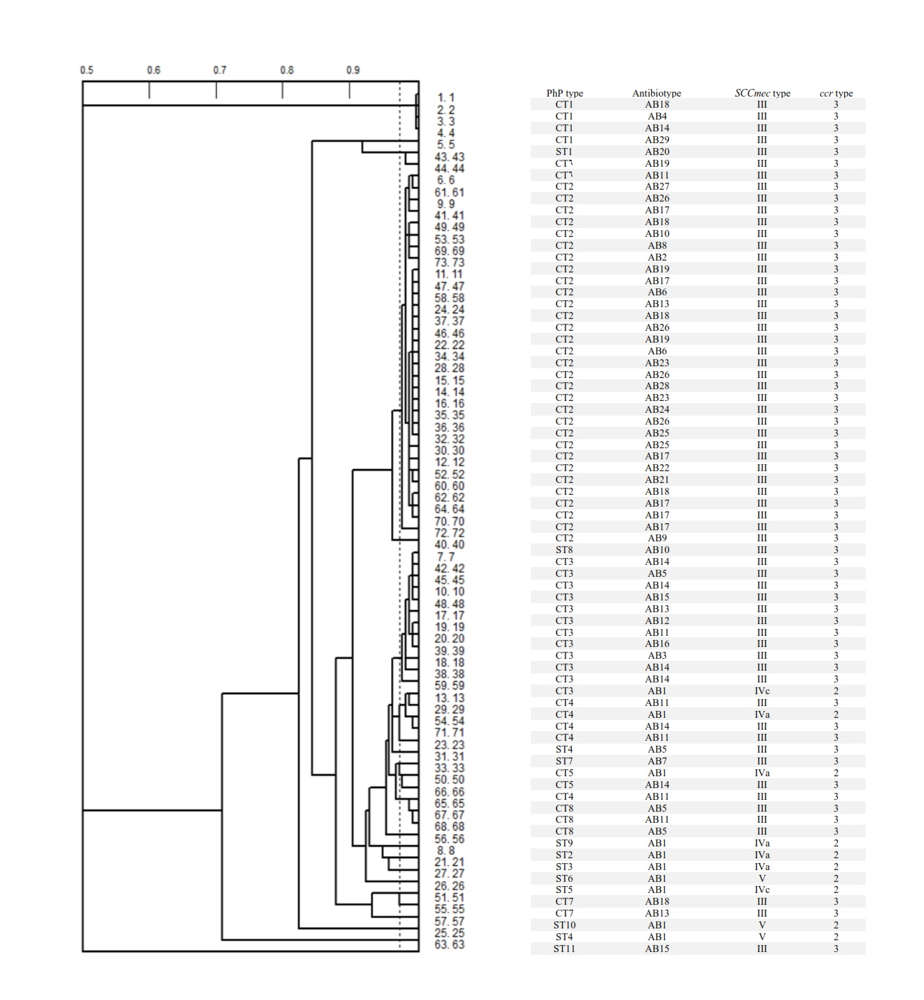 0.5 0.6 0.7 0.8 0.9
1. 1
2. 2
3. 3
4. 4
5. 5
43. 43
44. 44
6. 6
61. 61
9. 9
41. 41
49. 49
53. 53
69. 69
73. 73
11. 11
47. 47
58. 58
24. 24
37. 37
46. 46
22. 22
34. 34
28. 28
15. 15
14. 14
16. 16
35. 35
36. 36
32. 32
30. 30
12. 12
52. 52
60. 60
62. 62
64. 64
70. 70
72. 72
40. 40
7. 7
42. 42
45. 45
10. 10
48. 48
17. 17
19. 19
20. 20
39. 39
18. 18
38. 38
59. 59
13. 13
29. 29
54. 54
71. 71
23. 23
31. 31
33. 33
50. 50
66. 66
65. 65
67. 67
68. 68
56. 56
8. 8
21. 21
27. 27
26. 26
51. 51
55. 55
57. 57
25. 25
63. 63
PhP type Antibiotype SCCmec type ccr type
CT1 AB18 III 3
CT1 AB4 III 3
CT1 AB14 III 3
CT1 AB29 III 3
ST1 AB20 III 3
AB19 III 3
AB11 III 3
CT2 AB27 III 3
CT2 AB26 III 3
CT2 AB17 III 3
CT2 AB18 III 3
CT2 AB10 III 3
CT2 AB8 III 3
CT2 AB2 III 3
CT2 AB19 III 3
CT2 AB17 III 3
CT2 AB6 III 3
CT2 AB13 III 3
CT2 AB18 III 3
CT2 AB26 III 3
CT2 AB19 III 3
CT2 AB6 III 3
CT2 AB23 III 3
CT2 AB26 III 3
CT2 AB28 III 3
CT2 AB23 III 3
CT2 AB24 III 3
CT2 AB26 III 3
CT2 AB25 III 3
CT2 AB25 III 3
CT2 AB17 III 3
CT2 AB22 III 3
CT2 AB21 III 3
CT2 AB18 III 3
CT2 AB17 III 3
CT2 AB17 III 3
CT2 AB17 III 3
CT2 AB9 III 3
ST8 AB10 III 3
CT3 AB14 III 3
CT3 AB5 III 3
CT3 AB14 III 3
CT3 AB15 III 3
CT3 AB13 III 3
CT3 AB12 III 3
CT3 AB11 III 3
CT3 AB16 III 3
CT3 AB3 III 3
CT3 AB14 III 3
CT3 AB14 III 3
CT3 AB1 IVc 2
CT4 AB11 III 3
CT4 AB1 IVa 2
CT4 AB14 III 3
CT4 AB11 III 3
ST4 AB5 III 3
ST7 AB7 III 3
CT5 AB1 IVa 2
CT5 AB14 III 3
CT4 AB11 III 3
CT8 AB5 III 3
CT8 AB11 III 3
CT8 AB5 III 3
ST9 AB1 IVa 2
ST2 AB1 IVa 2
ST3 AB1 IVa 2
ST6 AB1 V 2
ST5 AB1 IVc 2
CT7 AB18 III 3
CT7 AB13 III 3
ST10 AB1 V 2
ST4 AB1 V 2
ST11 AB15 III 3